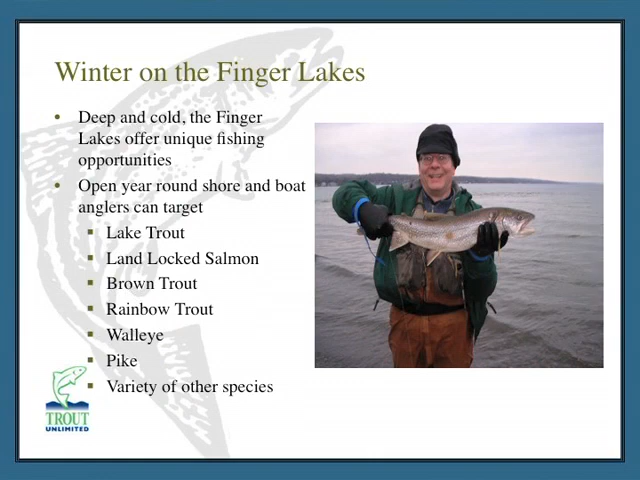 Winter on the Finger Lakes
• Deep and cold, the Finger
Lakes offer unique fishing
opportunities
• Open year round shore and boat
anglers can target
▪ Lake Trout
▪ Land Locked Salmon
▪ Brown Trout
▪ Rainbow Trout
▪ Walleye
▪ Pike
▪ Variety of other species
TROUT
UNLIMITED